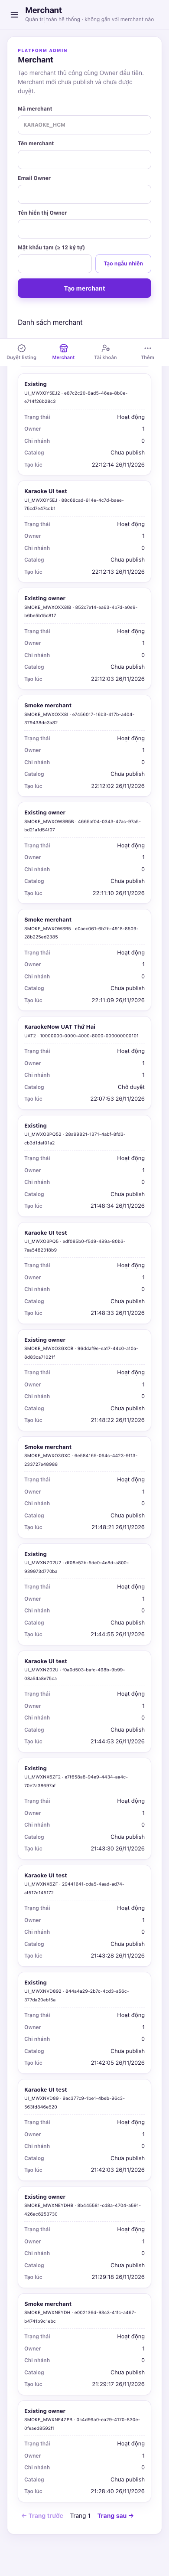 Merchant
Quản trị toàn hệ thống · không gắn với merchant nào
PLATFORM ADMIN
Merchant
Tạo merchant thủ công cùng Owner đầu tiên.
Merchant mới chưa publish và chưa được
duyệt.
Mã merchant
KARAOKE_HCM
Tên merchant
Email Owner
Tên hiển thị Owner
Mật khẩu tạm (≥ 12 ký tự)
Tạo ngẫu nhiên
Tạo merchant
Danh sách merchant
Duyệt listing
Merchant
Tài khoản
Thêm
Existing
Trạng thái Hoạt động
Owner 1
Chi nhánh 0
Catalog Chưa publish
Tạo lúc 22:12:14 26/11/2026
Karaoke UI test
Trạng thái Hoạt động
Owner 1
Chi nhánh 0
Catalog Chưa publish
Tạo lúc 22:12:13 26/11/2026
Existing owner
Trạng thái Hoạt động
Owner 1
Chi nhánh 0
Catalog Chưa publish
Tạo lúc 22:12:03 26/11/2026
Smoke merchant
Trạng thái Hoạt động
Owner 1
Chi nhánh 0
Catalog Chưa publish
Tạo lúc 22:12:02 26/11/2026
Existing owner
Trạng thái Hoạt động
Owner 1
Chi nhánh 0
Catalog Chưa publish
Tạo lúc 22:11:10 26/11/2026
Smoke merchant
Trạng thái Hoạt động
Owner 1
Chi nhánh 0
Catalog Chưa publish
Tạo lúc 22:11:09 26/11/2026
KaraokeNow UAT Thứ Hai
UAT2 · 10000000-0000-4000-8000-000000000101
Trạng thái Hoạt động
Owner 1
Chi nhánh 1
Catalog Chờ duyệt
Tạo lúc 22:07:53 26/11/2026
Existing
Trạng thái Hoạt động
Owner 1
Chi nhánh 0
Catalog Chưa publish
Tạo lúc 21:48:34 26/11/2026
Karaoke UI test
Trạng thái Hoạt động
Owner 1
Chi nhánh 0
Catalog Chưa publish
Tạo lúc 21:48:33 26/11/2026
Existing owner
Trạng thái Hoạt động
Owner 1
Chi nhánh 0
Catalog Chưa publish
Tạo lúc 21:48:22 26/11/2026
Smoke merchant
Trạng thái Hoạt động
Owner 1
Chi nhánh 0
Catalog Chưa publish
Tạo lúc 21:48:21 26/11/2026
Existing
Trạng thái Hoạt động
Owner 1
Chi nhánh 0
Catalog Chưa publish
Tạo lúc 21:44:55 26/11/2026
Karaoke UI test
Trạng thái Hoạt động
Owner 1
Chi nhánh 0
Catalog Chưa publish
Tạo lúc 21:44:53 26/11/2026
Existing
Trạng thái Hoạt động
Owner 1
Chi nhánh 0
Catalog Chưa publish
Tạo lúc 21:43:30 26/11/2026
Karaoke UI test
Trạng thái Hoạt động
Owner 1
Chi nhánh 0
Catalog Chưa publish
Tạo lúc 21:43:28 26/11/2026
Existing
Trạng thái Hoạt động
Owner 1
Chi nhánh 0
Catalog Chưa publish
Tạo lúc 21:42:05 26/11/2026
Karaoke UI test
Trạng thái Hoạt động
Owner 1
Chi nhánh 0
Catalog Chưa publish
Tạo lúc 21:42:03 26/11/2026
Existing owner
Trạng thái Hoạt động
Owner 1
Chi nhánh 0
Catalog Chưa publish
Tạo lúc 21:29:18 26/11/2026
Smoke merchant
Trạng thái Hoạt động
Owner 1
Chi nhánh 0
Catalog Chưa publish
Tạo lúc 21:29:17 26/11/2026
Existing owner
Trạng thái Hoạt động
Owner 1
Chi nhánh 0
Catalog Chưa publish
Tạo lúc 21:26:40 26/11/2026
← Trang trước Trang 1 Trang sau →